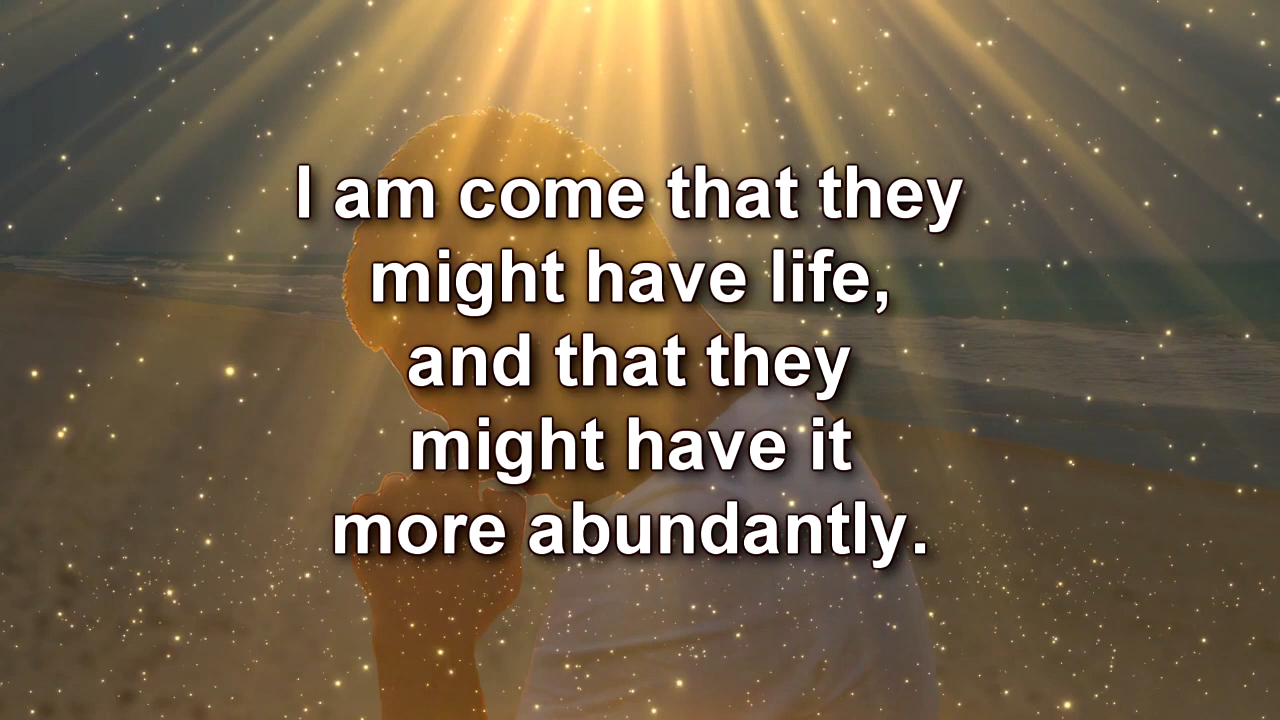 I am come that they
might have life,
and that they
might have it
more abundantly.